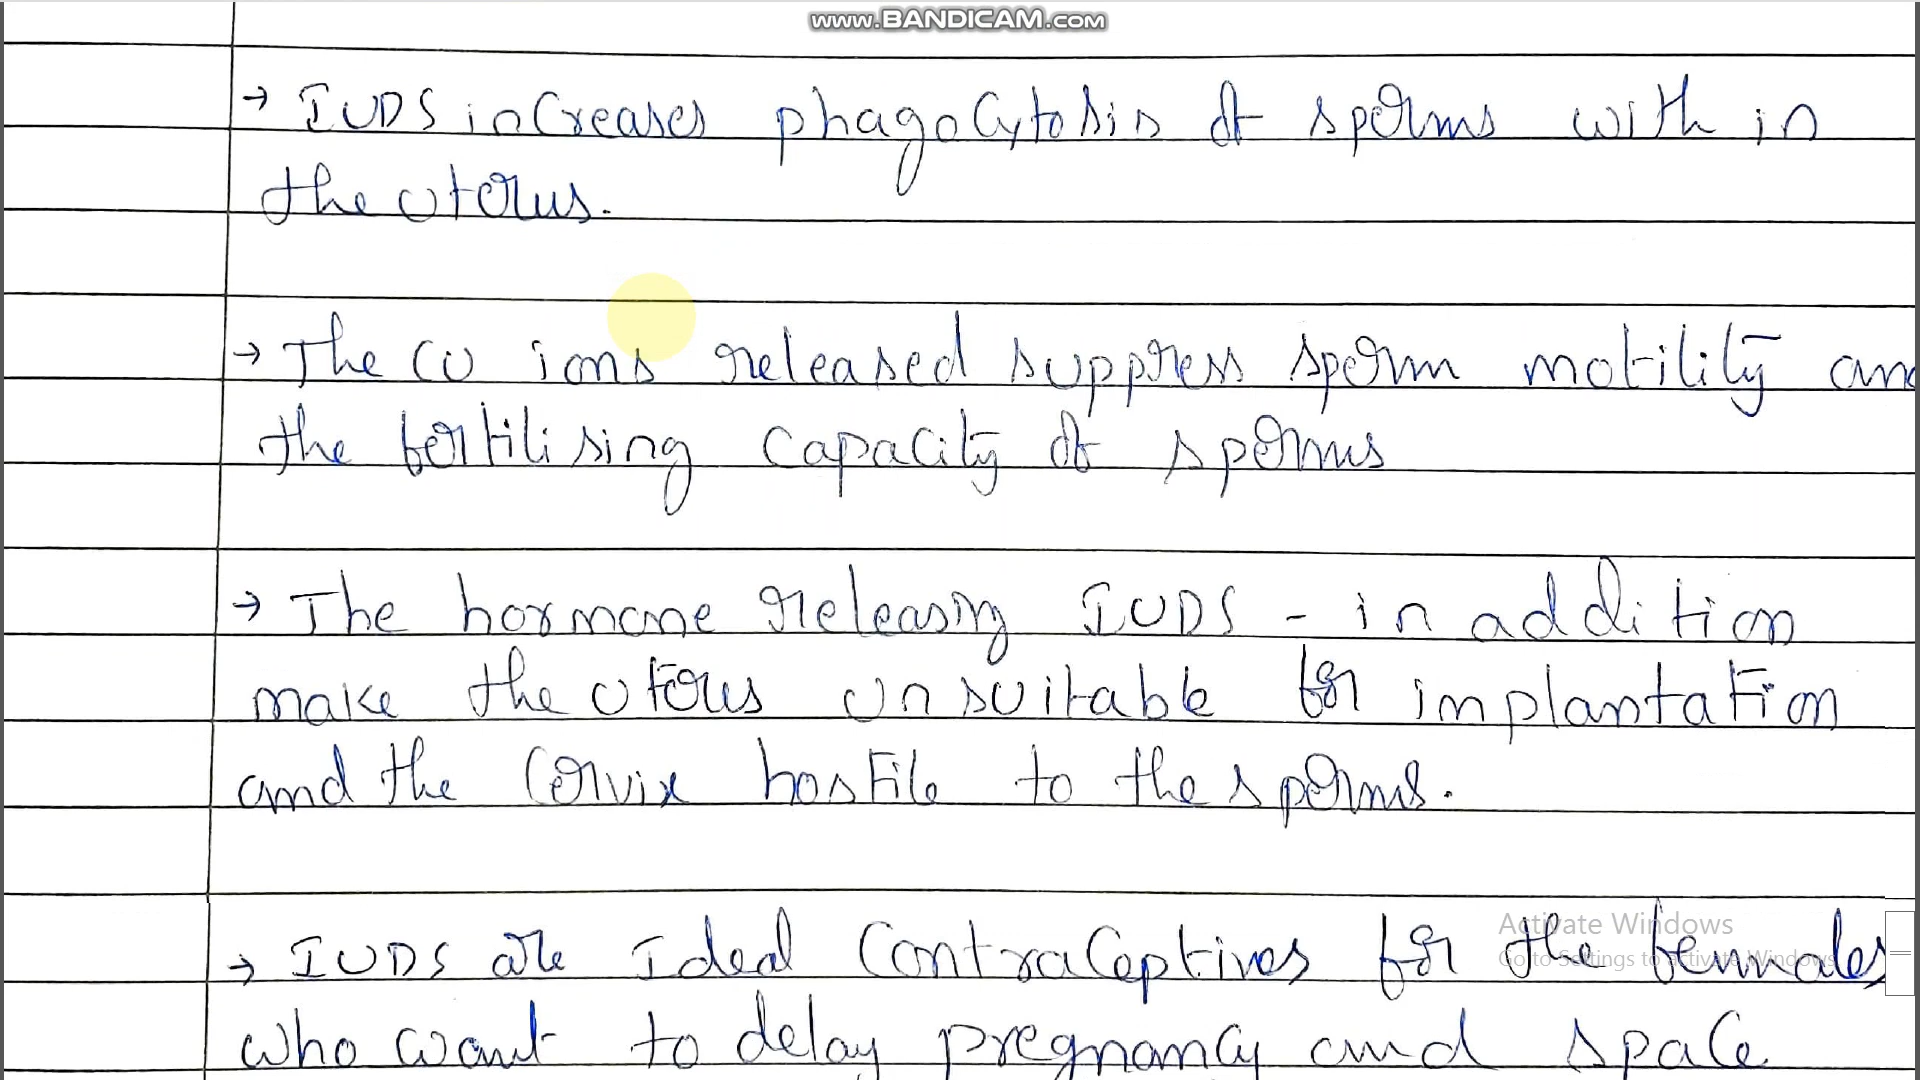 www.BANDICAM.com
→ IUDS increases phagocytosis of sperms with in
the uterus.
→ The Cu ions released suppress sperm motility and
the fertilising capacity of sperms
→ The hormone releasing IUDS - in addition
make the uterus unsuitable for implantation
and the Cervix hostile to the sperms.
Activate Windows
Go to Settings to activate Windows.
→ IUDS are Ideal Contraceptives for the females
who want to delay pregnancy and space